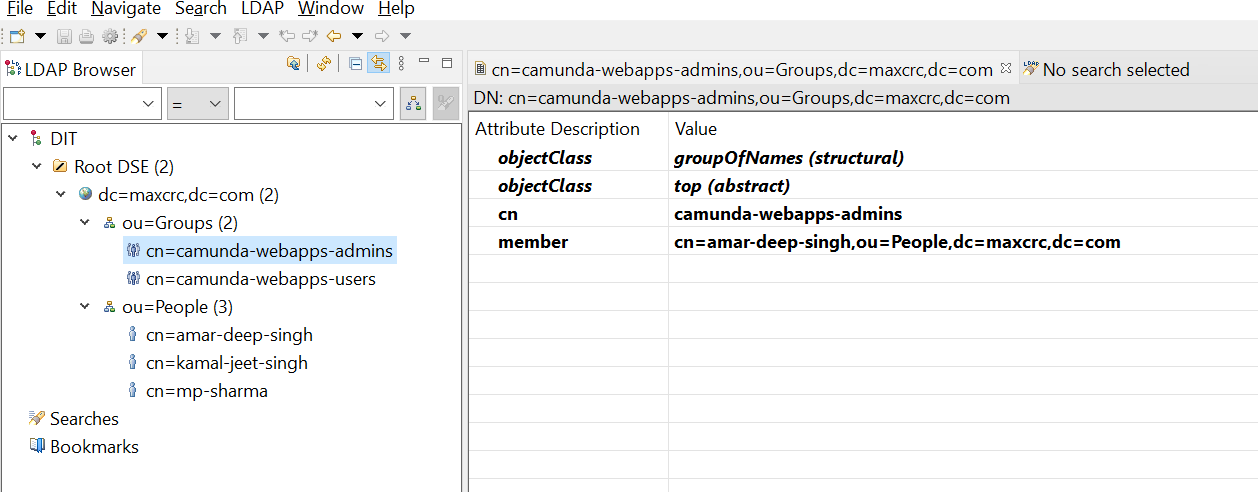 File Edit Navigate Search LDAP Window Help
LDAP Browser
=
DIT
Root DSE (2)
dc=maxcrc,dc=com (2)
ou=Groups (2)
cn=camunda-webapps-admins
cn=camunda-webapps-users
ou=People (3)
cn=amar-deep-singh
cn=kamal-jeet-singh
cn=mp-sharma
Searches
Bookmarks
cn=camunda-webapps-admins,ou=Groups,dc=maxcrc,dc=com LDAP No search selected
DN: cn=camunda-webapps-admins,ou=Groups,dc=maxcrc,dc=com
Attribute Description Value
objectClass groupOfNames (structural)
objectClass top (abstract)
cn camunda-webapps-admins
member cn=amar-deep-singh,ou=People,dc=maxcrc,dc=com